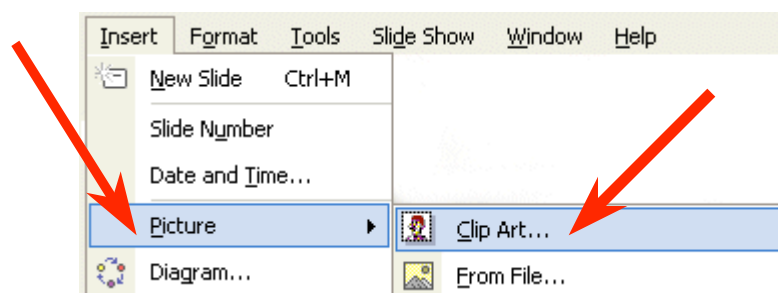 Insert Format Tools Slide Show Window Help
New Slide Ctrl+M
Slide Number
Date and Time...
Picture
Clip Art...
Diagram...
From File...